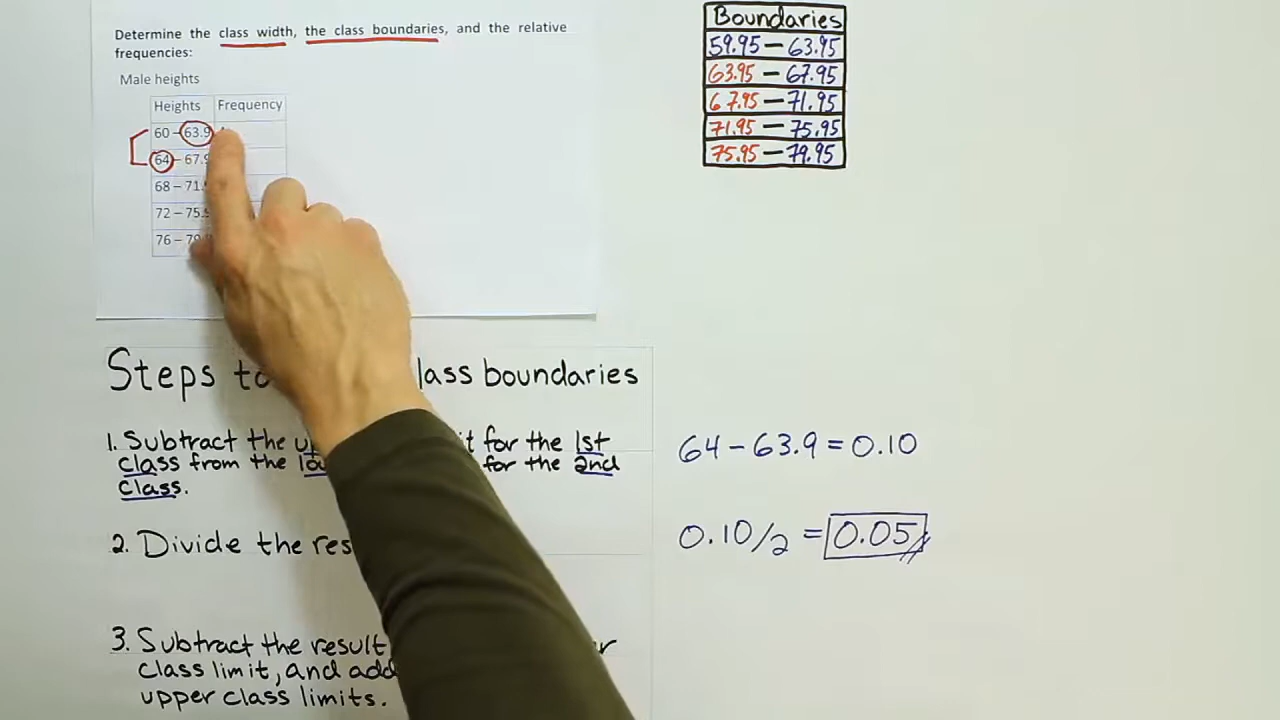 Determine the class width, the class boundaries, and the relative
frequencies:
Male heights
Heights Frequency
60 – 63.9
64 – 67.9
68 – 71.
72 – 75.
76 – 79.
Boundaries
59.95 — 63.95
63.95 — 67.95
67.95 — 71.95
71.95 — 75.95
75.95 — 79.95
Steps to class boundaries
1. Subtract the for the 1st
class from the for the 2nd
class.
2. Divide the
3. Subtract the result
class limit, and add
upper class limits.
64 – 63.9 = 0.10
0.10/2 = 0.05